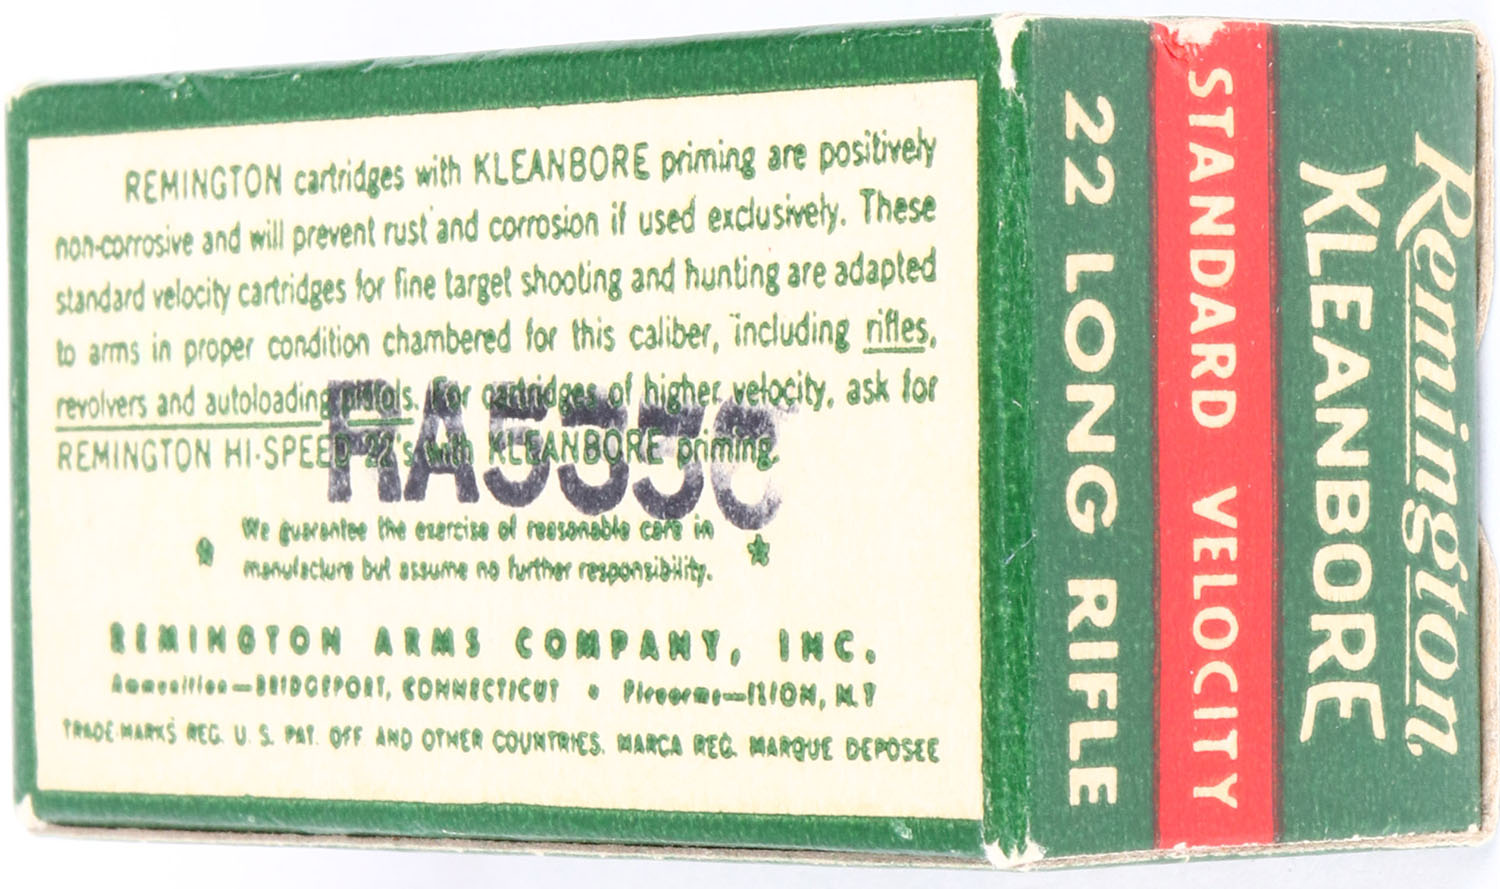 REMINGTON cartridges with KLEANBORE priming are positively
non-corrosive and will prevent rust and corrosion if used exclusively. These
standard velocity cartridges for fine target shooting and hunting are adapted
to arms in proper condition chambered for this caliber, including rifles,
revolvers and autoloading pistols. For cartridges of higher velocity, ask for
REMINGTON HI-SPEED 22's with KLEANBORE priming.
We guarantee the exercise of reasonable care in
manufacture but assume no further responsibility.
REMINGTON ARMS COMPANY, INC.
Ammunition—BRIDGEPORT, CONNECTICUT • Firearms—ILION, N.Y
TRADE-MARKS REG. U. S. PAT. OFF AND OTHER COUNTRIES. MARCA REG. MARQUE DEPOSEE
Remington
KLEANBORE
STANDARD VELOCITY
22 LONG RIFLE